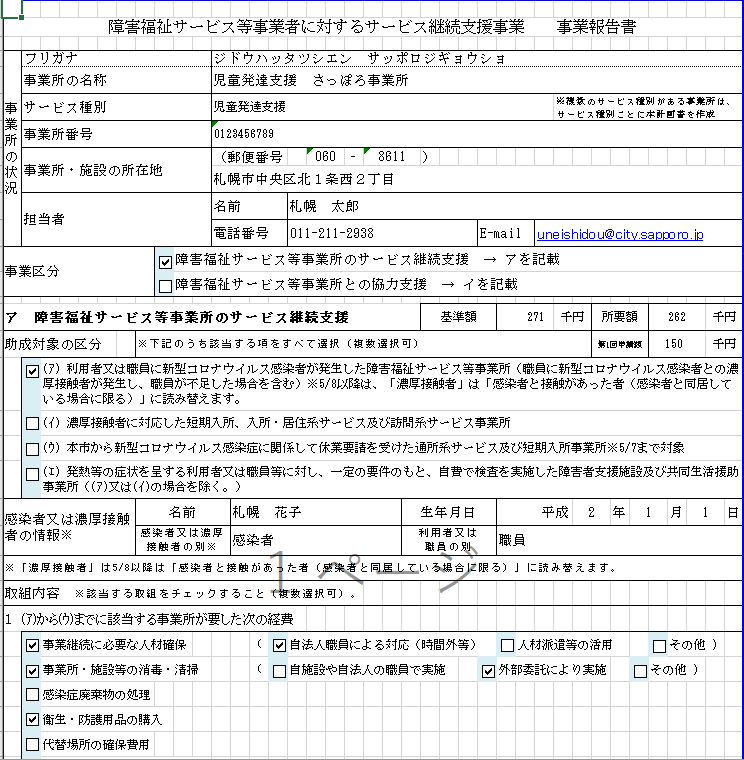 障害福祉サービス等事業者に対するサービス継続支援事業　　事業報告書
フリガナ　ジドウハッタツシエン　サッポロジギョウショ
事業所の状況
事業所の名称　児童発達支援　さっぽろ事業所
サービス種別　児童発達支援　※複数のサービス種別がある事業所は、
サービス種別ごとに本計画書を作成
事業所番号　0123456789
事業所・施設の所在地　（郵便番号　060　-　8611　）
札幌市中央区北１条西２丁目
担当者　名前　札幌　太郎
電話番号　011-211-2938　E-mail　uneishidou@city.sapporo.jp
事業区分　☑障害福祉サービス等事業所のサービス継続支援　→　アを記載
☐障害福祉サービス等事業所との協力支援　→　イを記載
ア　障害福祉サービス等事業所のサービス継続支援　基準額　271　千円　所要額　262　千円
助成対象の区分　※下記のうち該当する項をすべて選択（複数選択可）　第1回申請額　150　千円
☑(ｱ) 利用者又は職員に新型コロナウイルス感染者が発生した障害福祉サービス等事業所（職員に新型コロナウイルス感染者との濃
厚接触者が発生し、職員が不足した場合を含む）※5/8以降は、「濃厚接触者」は「感染者と接触があった者（感染者と同居して
いる場合に限る）」に読み替えます。
☐(ｲ) 濃厚接触者に対応した短期入所、入所・居住系サービス及び訪問系サービス事業所
☐(ｳ) 本市から新型コロナウイルス感染症に関係して休業要請を受けた通所系サービス及び短期入所事業所※5/7まで対象
☐(ｴ) 発熱等の症状を呈する利用者又は職員等に対し、一定の要件のもと、自費で検査を実施した障害者支援施設及び共同生活援助
事業所（(ｱ)又は(ｲ)の場合を除く。）
感染者又は濃厚接触
者の情報※
名前　札幌　花子　生年月日　平成　2　年　1　月　1　日
感染者又は濃厚
接触者の別※　感染者　利用者又は
職員の別　職員
※「濃厚接触者」は5/8以降は「感染者と接触があった者（感染者と同居している場合に限る）」に読み替えます。
1 ページ
取組内容　※該当する取組をチェックすること（複数選択可）。
1 (ｱ)から(ｳ)までに該当する事業所が要した次の経費
☑事業継続に必要な人材確保　（　☑自法人職員による対応（時間外等）　☐人材派遣等の活用　☐その他　）
☑事業所・施設等の消毒・清掃　（　☐自施設や自法人の職員で実施　☑外部委託により実施　☐その他　）
☐感染症廃棄物の処理
☑衛生・防護用品の購入
☐代替場所の確保費用